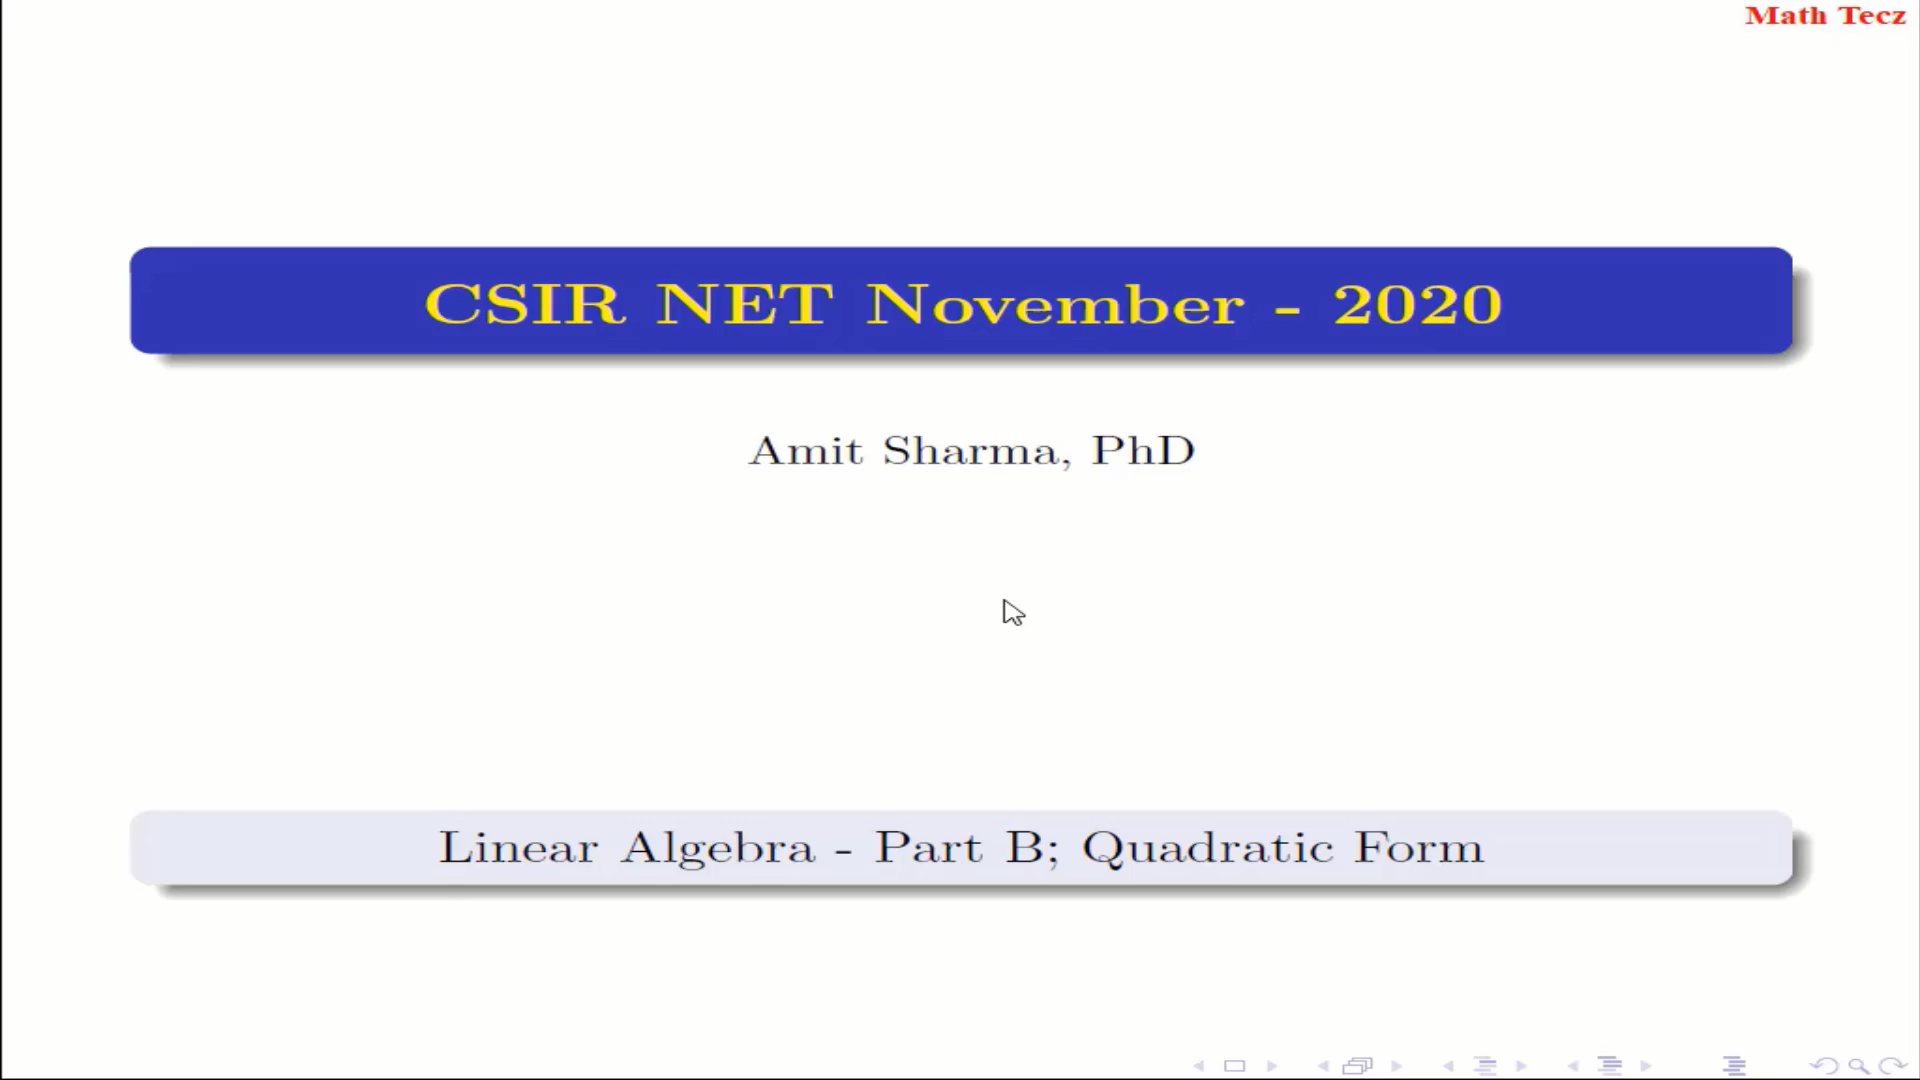 Math Tecz
CSIR NET November - 2020
Amit Sharma, PhD
Linear Algebra - Part B; Quadratic Form